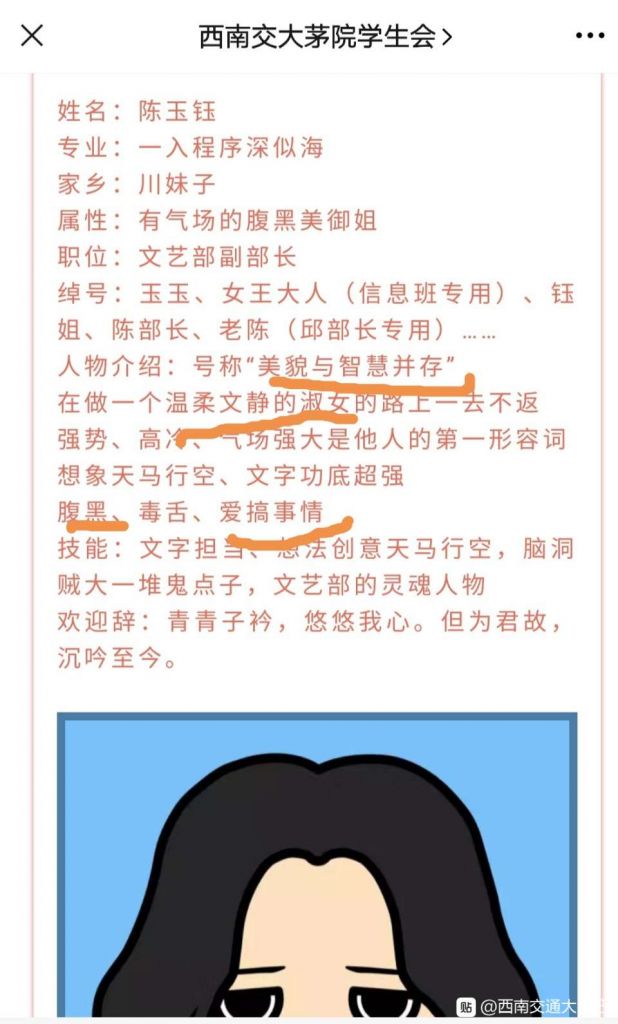 西南交大茅院学生会
姓名：陈玉钰
专业：一入程序深似海
家乡：川妹子
属性：有气场的腹黑美御姐
职位：文艺部副部长
绰号：玉玉、女王大人（信息班专用）、钰
姐、陈部长、老陈（邱部长专用）……
人物介绍：号称“美貌与智慧并存”
在做一个温柔文静的淑女的路上一去不返
强势、高冷、气场强大是他人的第一形容词
想象天马行空、文字功底超强
腹黑、毒舌、爱搞事情
技能：文字担当、想法创意天马行空，脑洞
贼大一堆鬼点子，文艺部的灵魂人物
欢迎辞：青青子衿，悠悠我心。但为君故，
沉吟至今。
贴 @西南交通大